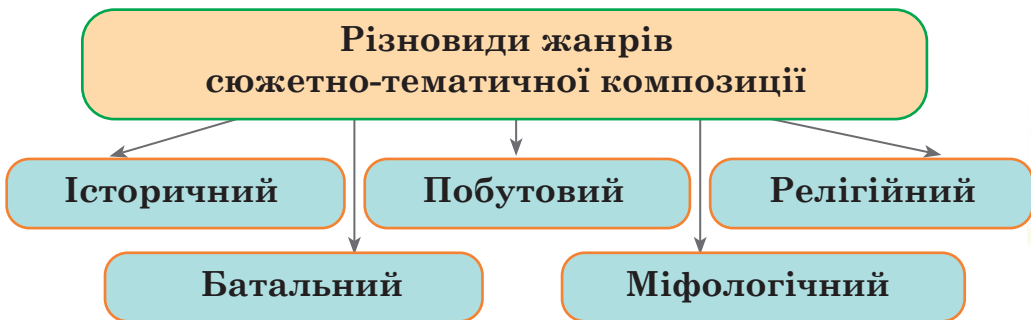 Різновиди жанрів
сюжетно-тематичної композиції
Історичний
Побутовий
Релігійний
Батальний
Міфологічний